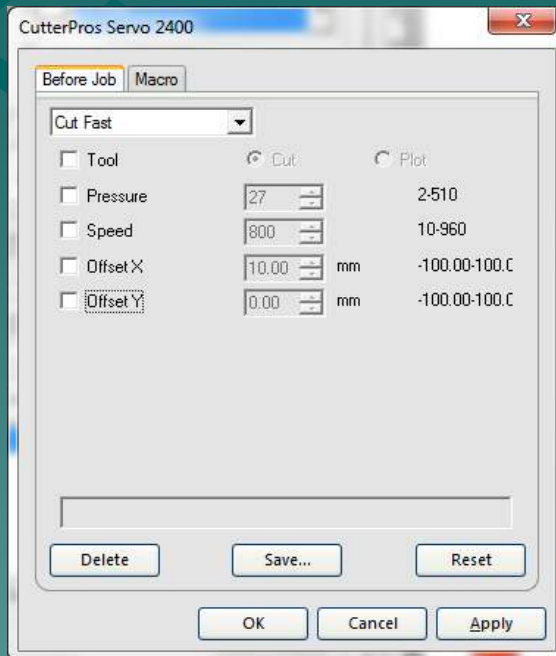 CutterPros Servo 2400
Before Job Macro
Cut Fast
Tool Cut Plot
Pressure 27 2-510
Speed 800 10-960
Offset X 10.00 mm -100.00-100.0
Offset Y 0.00 mm -100.00-100.0
Delete Save... Reset
OK Cancel Apply